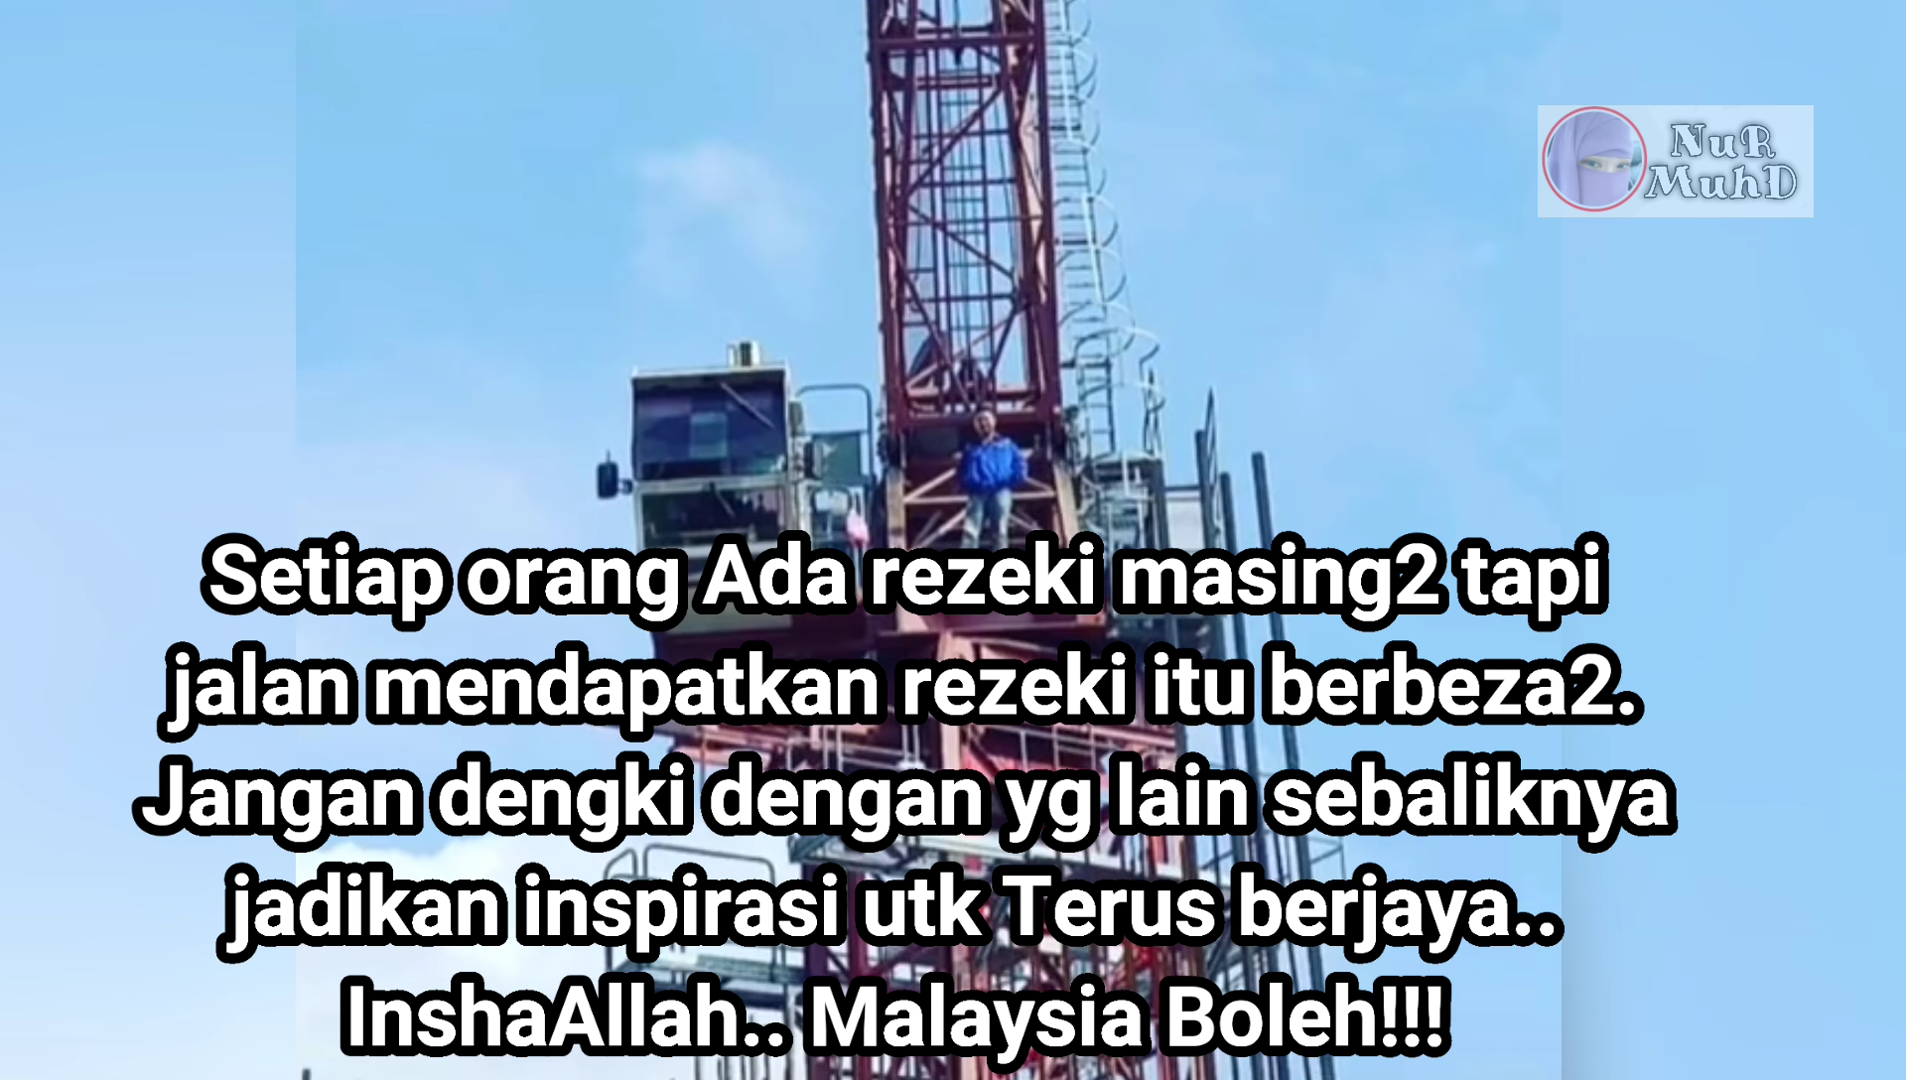 NuR
MuhD
Setiap orang Ada rezeki masing2 tapi
jalan mendapatkan rezeki itu berbeza2.
Jangan dengki dengan yg lain sebaliknya
jadikan inspirasi utk Terus berjaya..
InshaAllah.. Malaysia Boleh!!!